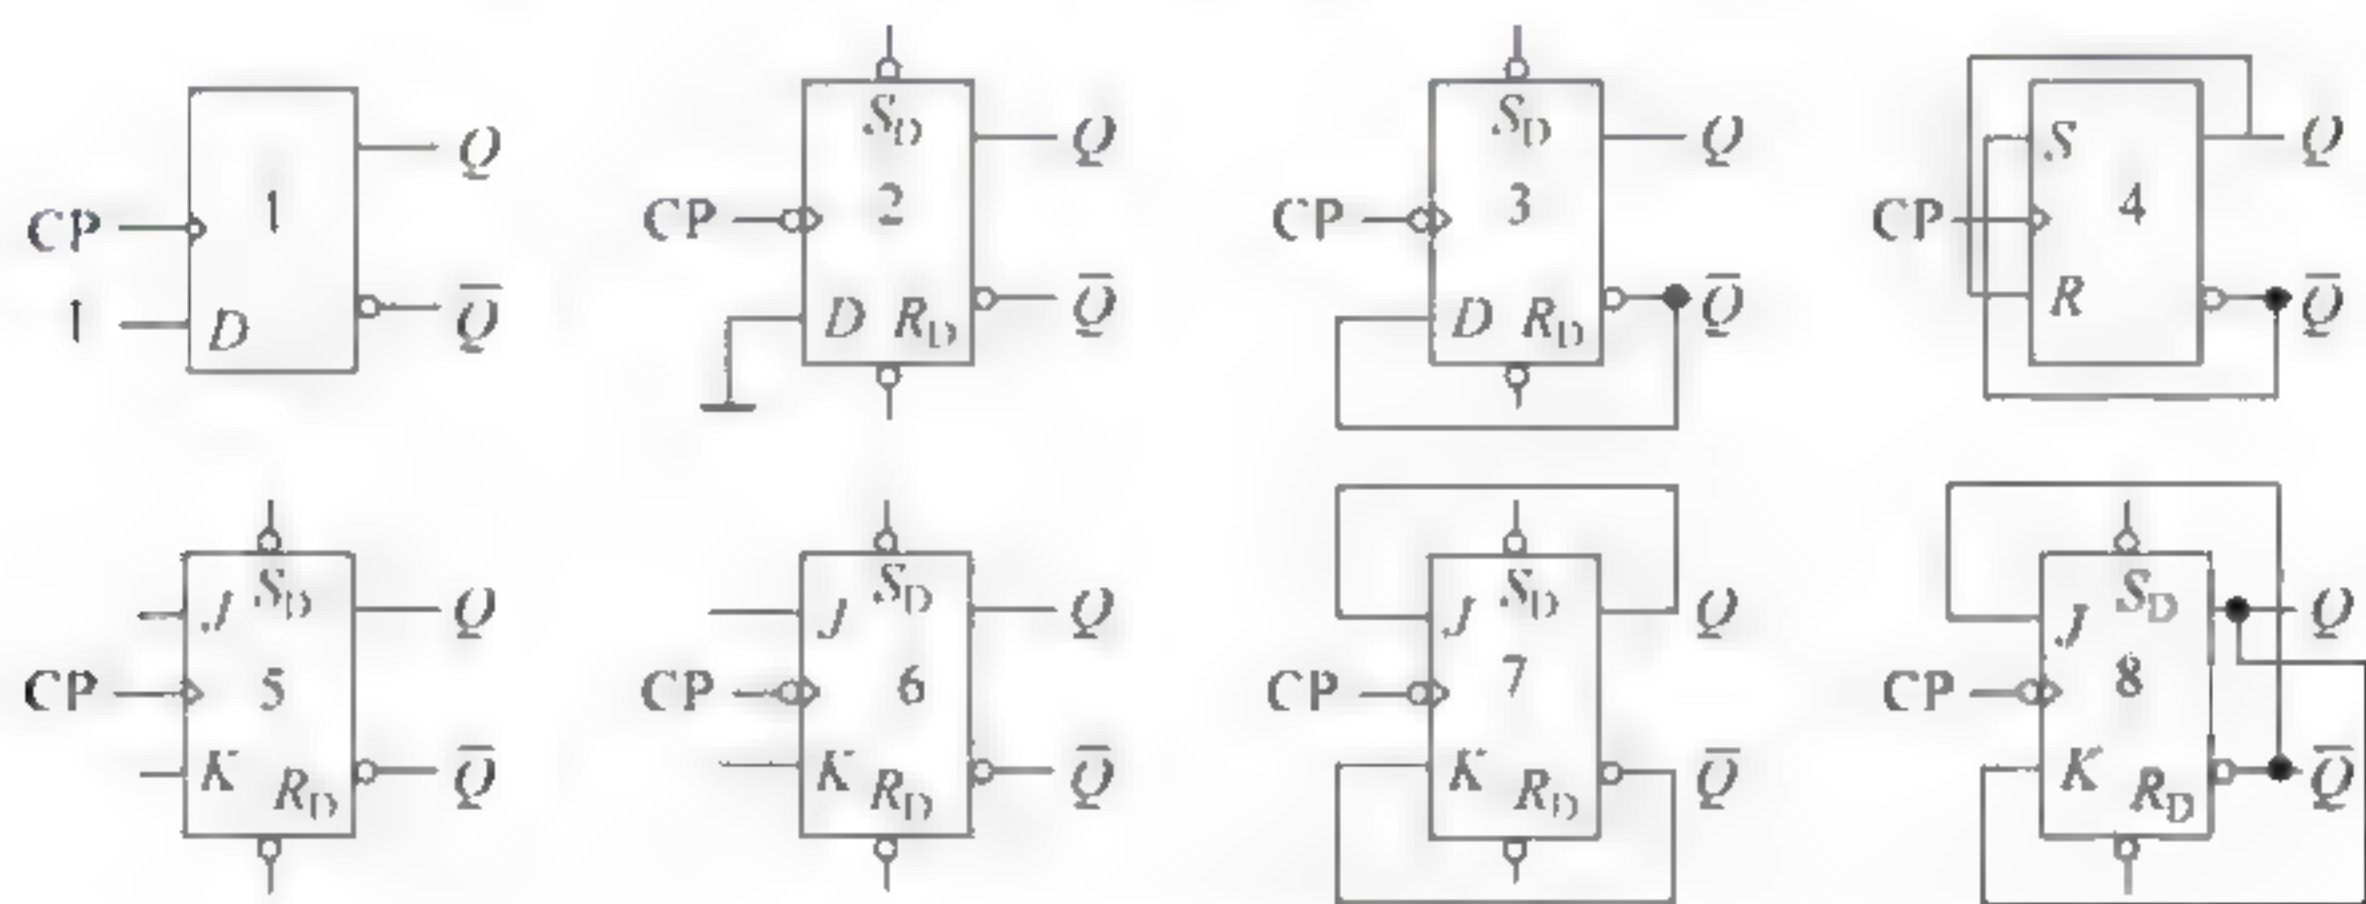 CP 1 D 1 Q Q̅
CP S_D 2 D R_D Q Q̅
CP S_D 3 D R_D Q Q̅
CP S 4 R Q Q̅
CP J S_D 5 K R_D Q Q̅
CP J S_D 6 K R_D Q Q̅
CP J S_D 7 K R_D Q Q̅
CP J S_D 8 K R_D Q Q̅